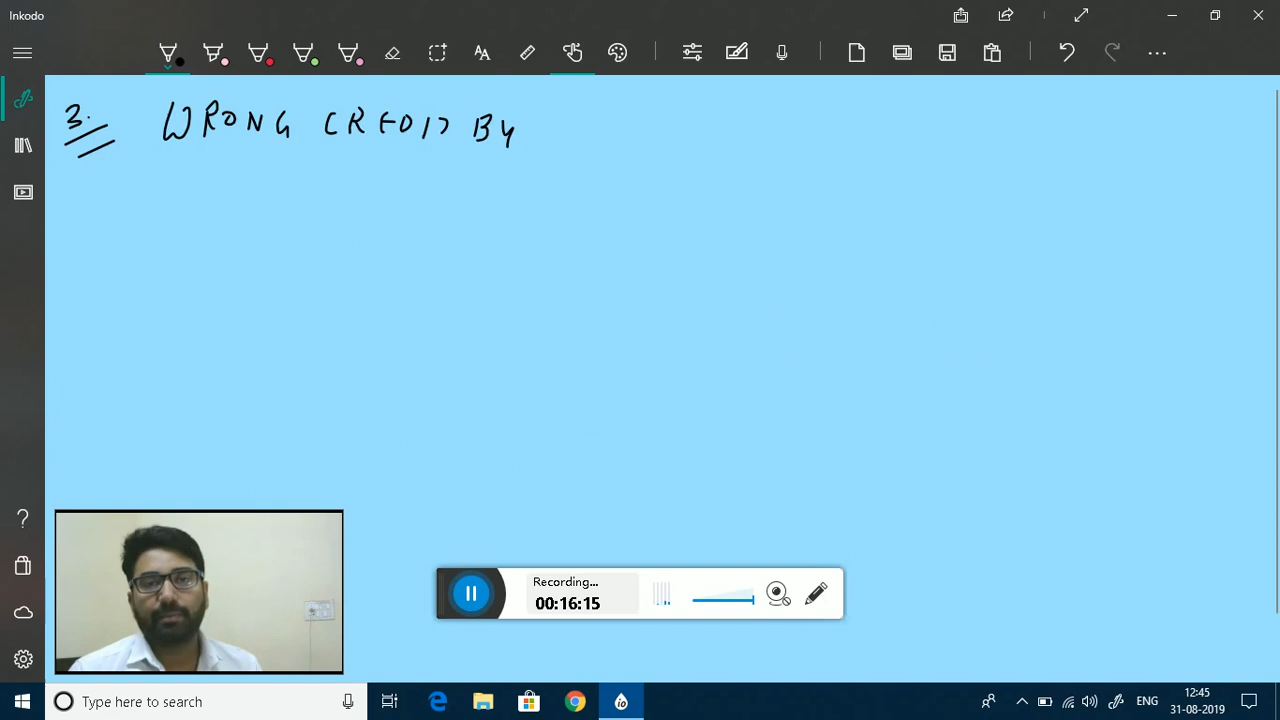 Inkodo
3. WRONG CREDIT BY
Recording...
00:16:15
Type here to search
ENG
12:45
31-08-2019